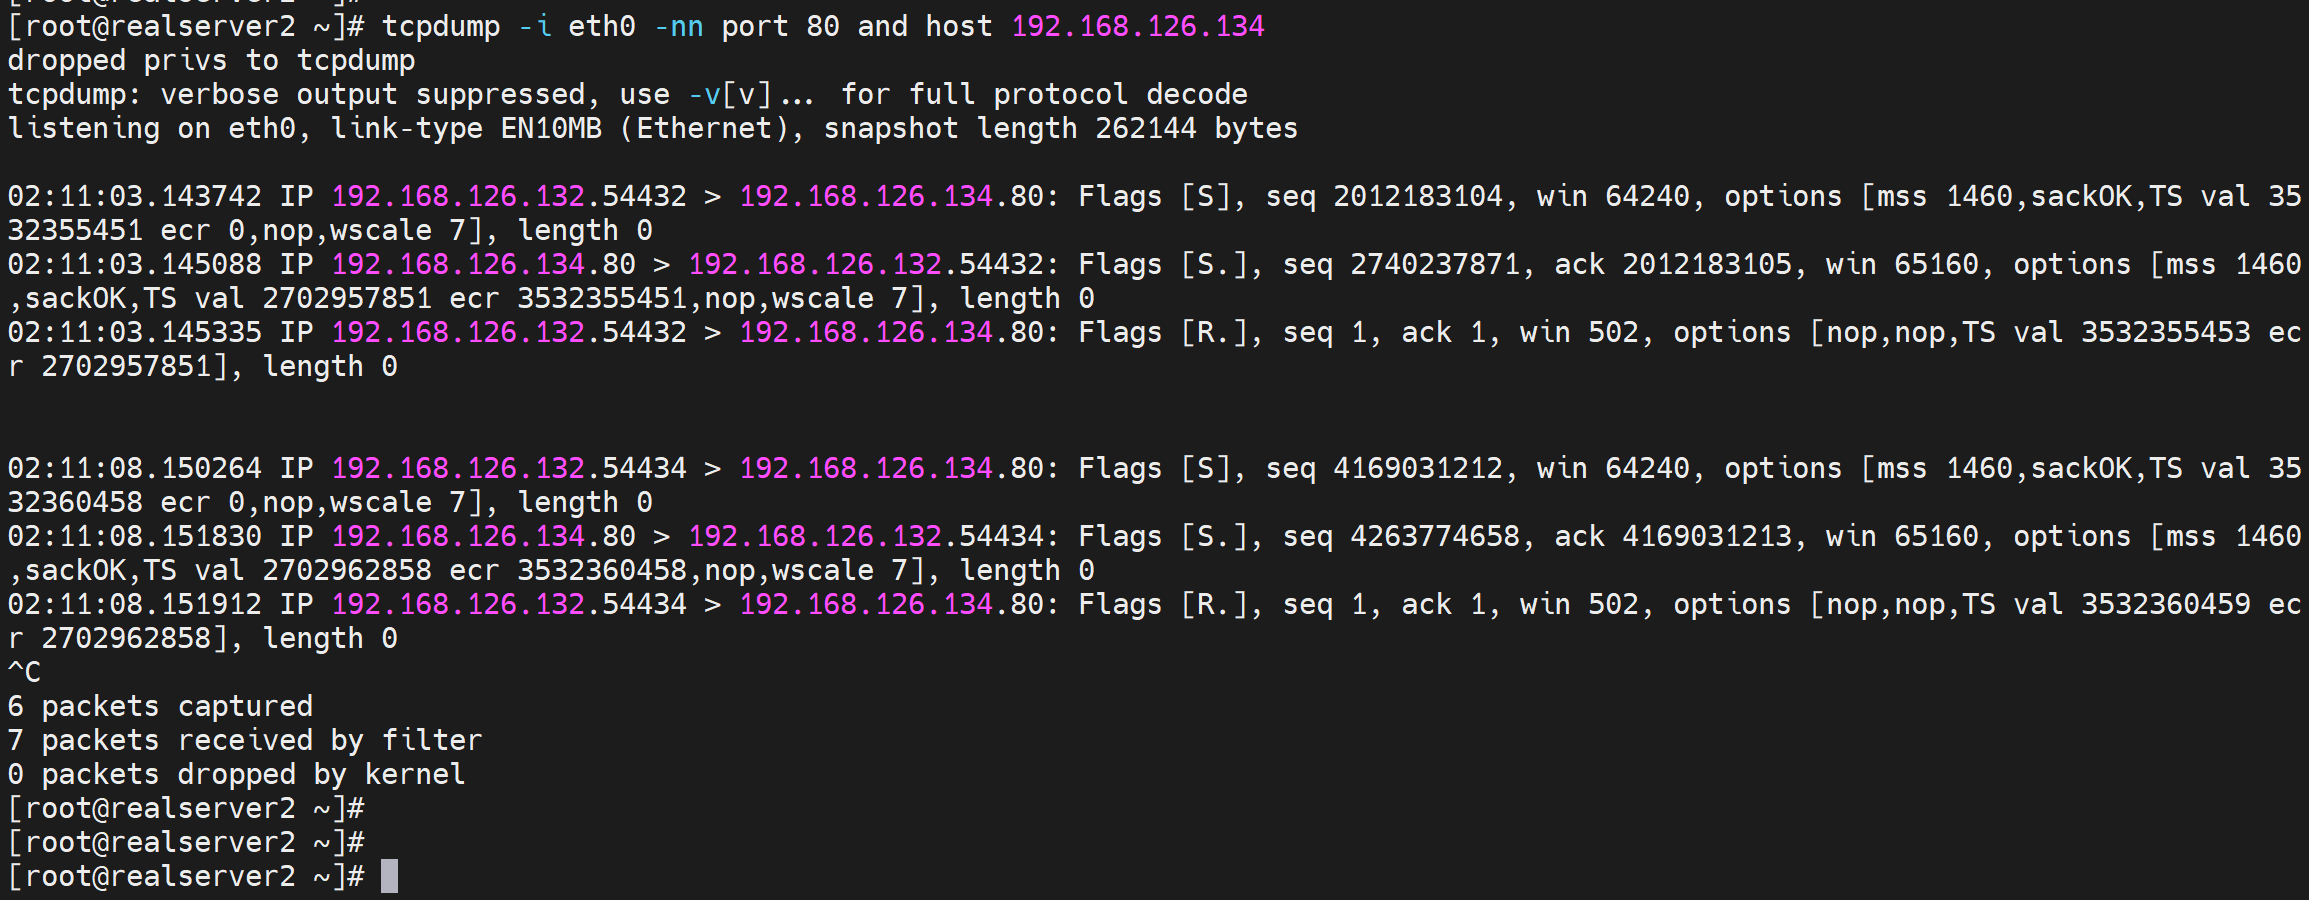 [root@realserver2 ~]#
[root@realserver2 ~]# tcpdump -i eth0 -nn port 80 and host 192.168.126.134
dropped privs to tcpdump
tcpdump: verbose output suppressed, use -v[v]... for full protocol decode
listening on eth0, link-type EN10MB (Ethernet), snapshot length 262144 bytes
02:11:03.143742 IP 192.168.126.132.54432 > 192.168.126.134.80: Flags [S], seq 2012183104, win 64240, options [mss 1460,sackOK,TS val 35
32355451 ecr 0,nop,wscale 7], length 0
02:11:03.145088 IP 192.168.126.134.80 > 192.168.126.132.54432: Flags [S.], seq 2740237871, ack 2012183105, win 65160, options [mss 1460
,sackOK,TS val 2702957851 ecr 3532355451,nop,wscale 7], length 0
02:11:03.145335 IP 192.168.126.132.54432 > 192.168.126.134.80: Flags [R.], seq 1, ack 1, win 502, options [nop,nop,TS val 3532355453 ec
r 2702957851], length 0
02:11:08.150264 IP 192.168.126.132.54434 > 192.168.126.134.80: Flags [S], seq 4169031212, win 64240, options [mss 1460,sackOK,TS val 35
32360458 ecr 0,nop,wscale 7], length 0
02:11:08.151830 IP 192.168.126.134.80 > 192.168.126.132.54434: Flags [S.], seq 4263774658, ack 4169031213, win 65160, options [mss 1460
,sackOK,TS val 2702962858 ecr 3532360458,nop,wscale 7], length 0
02:11:08.151912 IP 192.168.126.132.54434 > 192.168.126.134.80: Flags [R.], seq 1, ack 1, win 502, options [nop,nop,TS val 3532360459 ec
r 2702962858], length 0
^C
6 packets captured
7 packets received by filter
0 packets dropped by kernel
[root@realserver2 ~]#
[root@realserver2 ~]#
[root@realserver2 ~]#